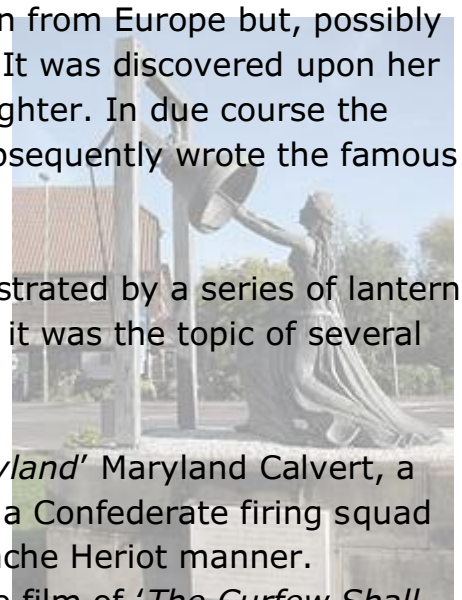 n from Europe but, possibly
It was discovered upon her
ghter. In due course the
bsequently wrote the famous
strated by a series of lantern
it was the topic of several
yland’ Maryland Calvert, a
a Confederate firing squad
che Heriot manner.
film of ‘The Curfew Shall